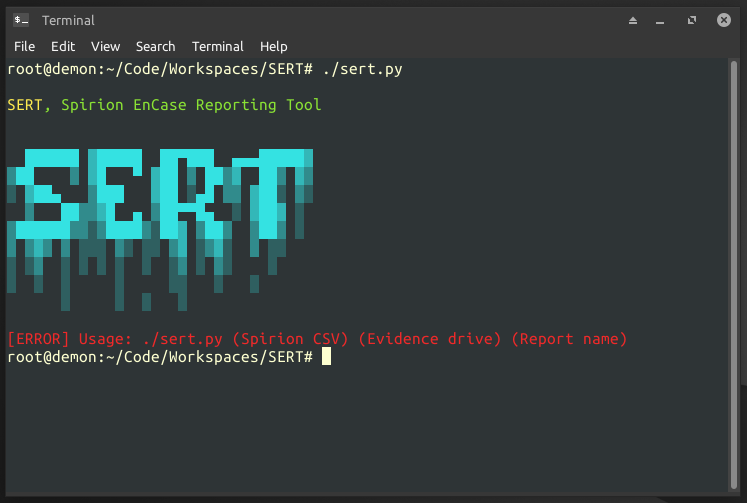 Terminal
File Edit View Search Terminal Help
root@demon:~/Code/Workspaces/SERT# ./sert.py
SERT, Spirion EnCase Reporting Tool
SERT
[ERROR] Usage: ./sert.py (Spirion CSV) (Evidence drive) (Report name)
root@demon:~/Code/Workspaces/SERT#